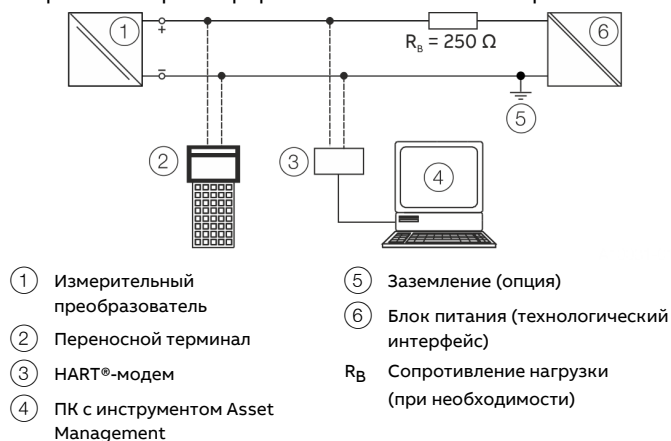 1
+
–
R_B = 250 Ω
6
5
2
3
4
1 Измерительный
преобразователь
2 Переносной терминал
3 HART®-модем
4 ПК с инструментом Asset
Management
5 Заземление (опция)
6 Блок питания (технологический
интерфейс)
R_B Сопротивление нагрузки
(при необходимости)